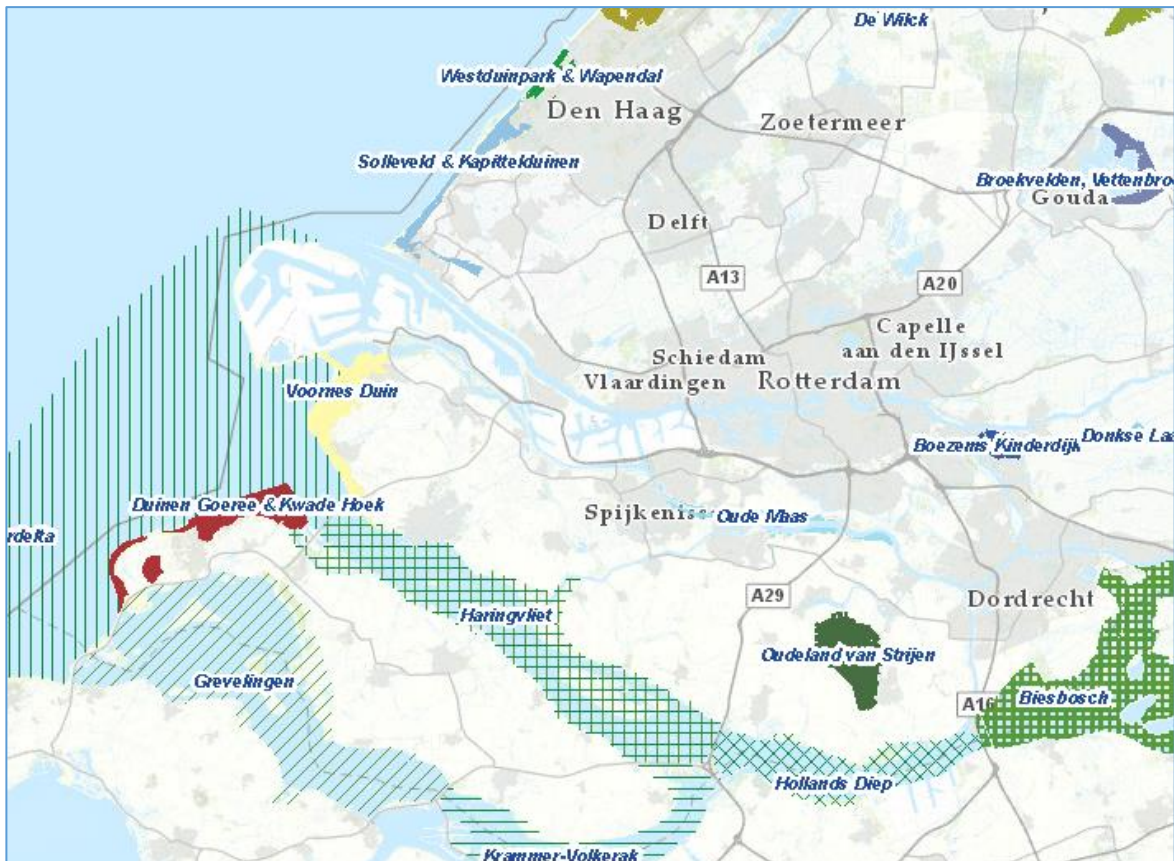 De Wilck
Westduinpark & Wapendal
Den Haag
Zoetermeer
Solleveld & Kapittelduinen
Broekvelden, Vettenbroe
Gouda
Delft
A13
A20
Capelle
aan den IJssel
Schiedam
Vlaardingen
Rotterdam
Voornes Duin
Boezems Kinderdijk
Donkse Laa
Duinen Goeree & Kwade Hoek
Spijkenisse
Oude Maas
rdelta
A29
Dordrecht
Haringvliet
Oudeland van Strijen
Grevelingen
A16
Biesbosch
Hollands Diep
Krammer-Volkerak